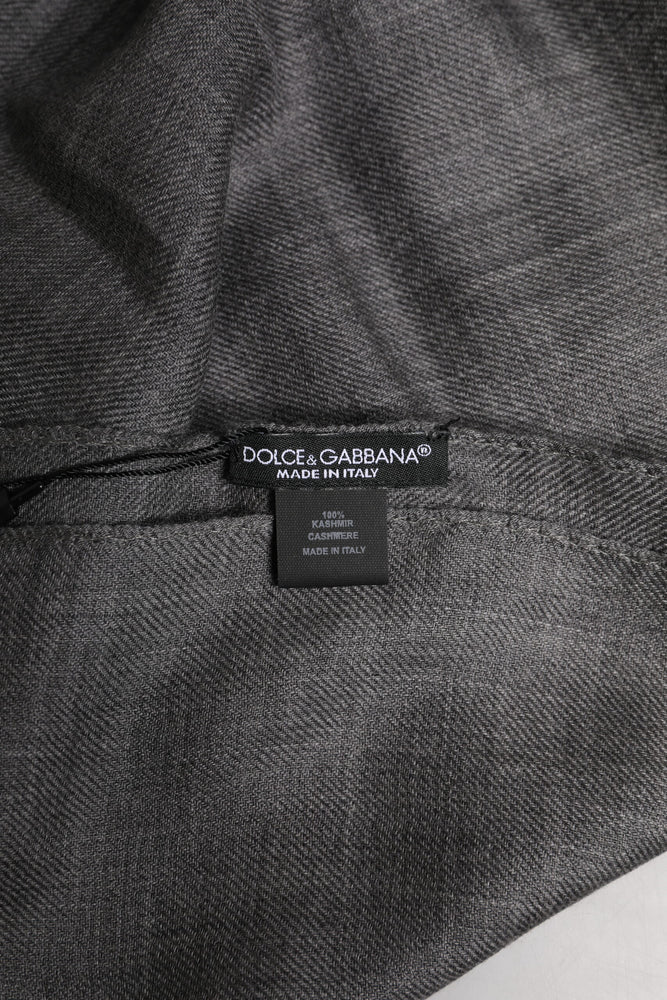 DOLCE & GABBANA®
MADE IN ITALY
100%
KASHMIR
CASHMERE
MADE IN ITALY